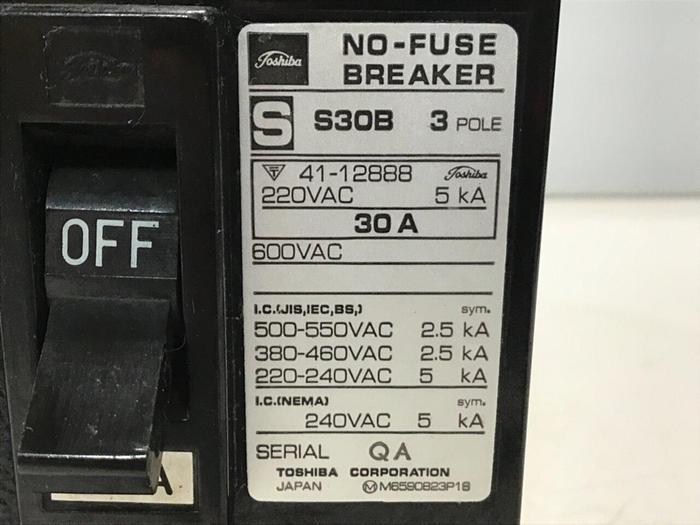 Toshiba
NO-FUSE
BREAKER
S S30B 3 POLE
41-12888 Toshiba
220VAC 5 kA
30 A
600VAC
I.C.(JIS,IEC,BS,) sym.
500-550VAC 2.5 kA
380-460VAC 2.5 kA
220-240VAC 5 kA
I.C.(NEMA) sym.
240VAC 5 kA
SERIAL QA
TOSHIBA CORPORATION
JAPAN M M6590823P18
OFF
A